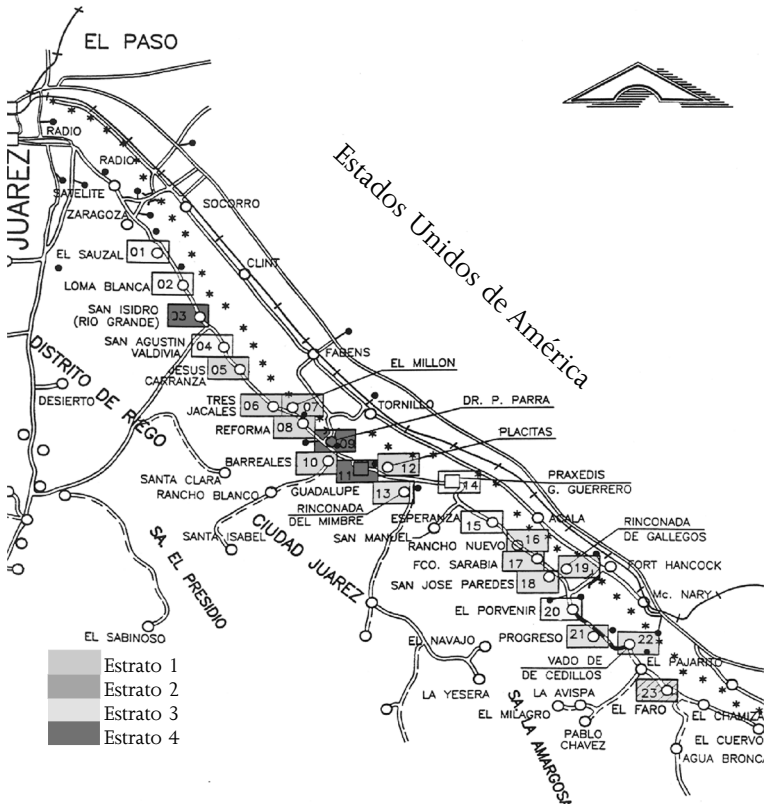 EL PASO
RADIO
JUAREZ
RADIO
SATELITE
ZARAGOZA
SOCORRO
Estados Unidos de América
EL SAUZAL
01
CLINT
LOMA BLANCA
02
SAN ISIDRO
(RIO GRANDE)
03
SAN AGUSTIN
VALDIVIA
04
FABENS
DISTRITO DE RIEGO
JESUS
CARRANZA
05
EL MILLON
DESIERTO
TRES
JACALES
06
07
TORNILLO
DR. P. PARRA
REFORMA
08
09
PLACITAS
BARREALES
10
11
12
SANTA CLARA
RANCHO BLANCO
GUADALUPE
13
14
PRAXEDIS
G. GUERRERO
RINCONADA
DEL MIMBRE
ESPERANZA
15
ACALA
RINCONADA
DE GALLEGOS
SAN MANUEL
SANTA ISABEL
CIUDAD JUAREZ
SA. EL PRESIDIO
RANCHO NUEVO
16
FCO. SARABIA
17
FORT HANCOCK
SAN JOSE PAREDES
18
19
Mc. NARY
EL PORVENIR
20
EL SABINOSO
EL NAVAJO
PROGRESO
21
22
VADO DE
DE CEDILLOS
EL PAJARITO
Estrato 1
Estrato 2
Estrato 3
Estrato 4
LA YESERA
SA. LA AMARGOSA
LA AVISPA
23
EL MILAGRO
EL FARO
EL CHAMIZA
PABLO
CHAVEZ
EL CUERVO
AGUA BRONCA